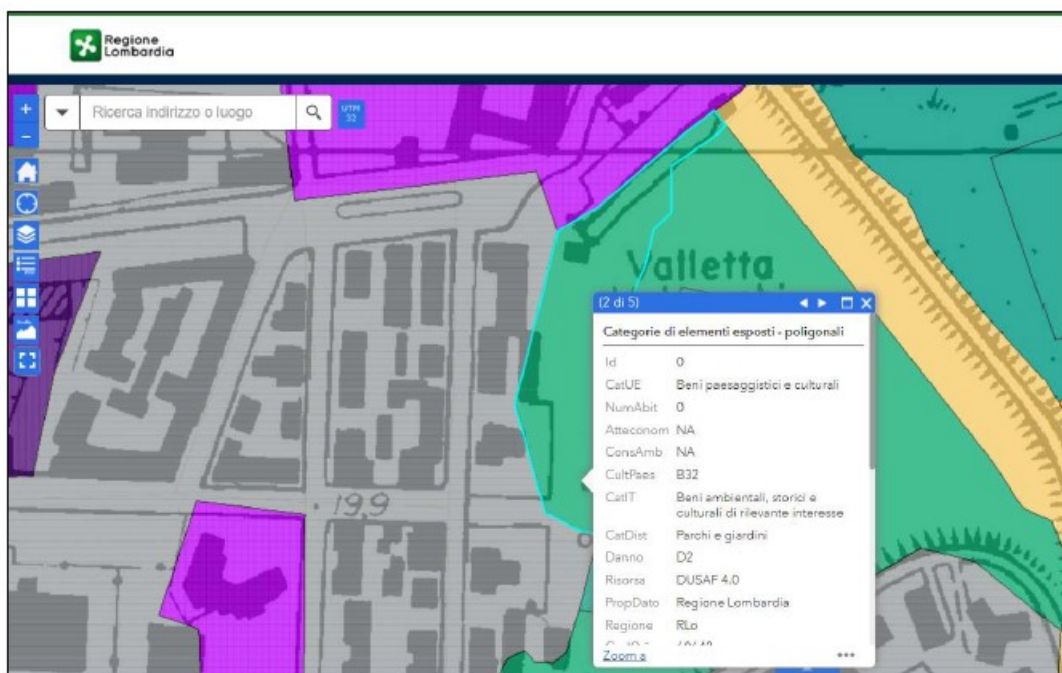 Regione
Lombardia
+
Ricerca indirizzo o luogo
UTM
32
-
Valletta
(2 di 5)
Categorie di elementi esposti - poligonali
Id 0
CatUE Beni paesaggistici e culturali
NumAbit 0
Atteconom NA
ConsAmb NA
CultPaes B32
CatIT Beni ambientali, storici e
culturali di rilevante interesse
CatDist Parchi e giardini
Danno D2
Risorsa DUSAF 4.0
PropDato Regione Lombardia
Regione RLo
Zoom a
19,9